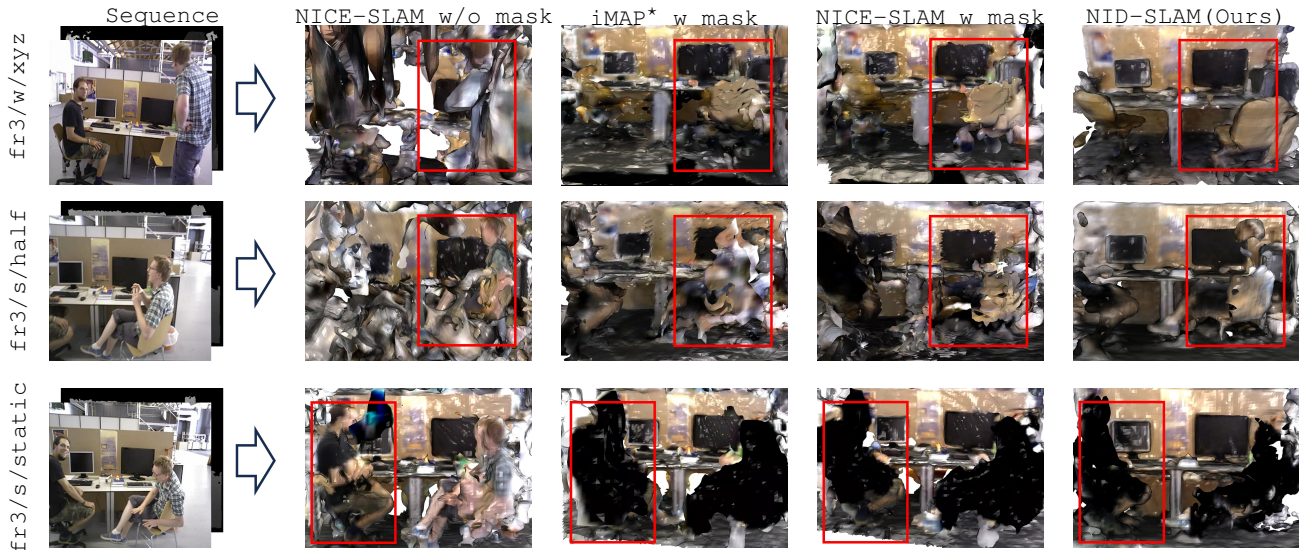 Sequence NICE-SLAM w/o mask iMAP* w mask NICE-SLAM w mask NID-SLAM(Ours)
fr3/w/xyz
fr3/s/half
fr3/s/static